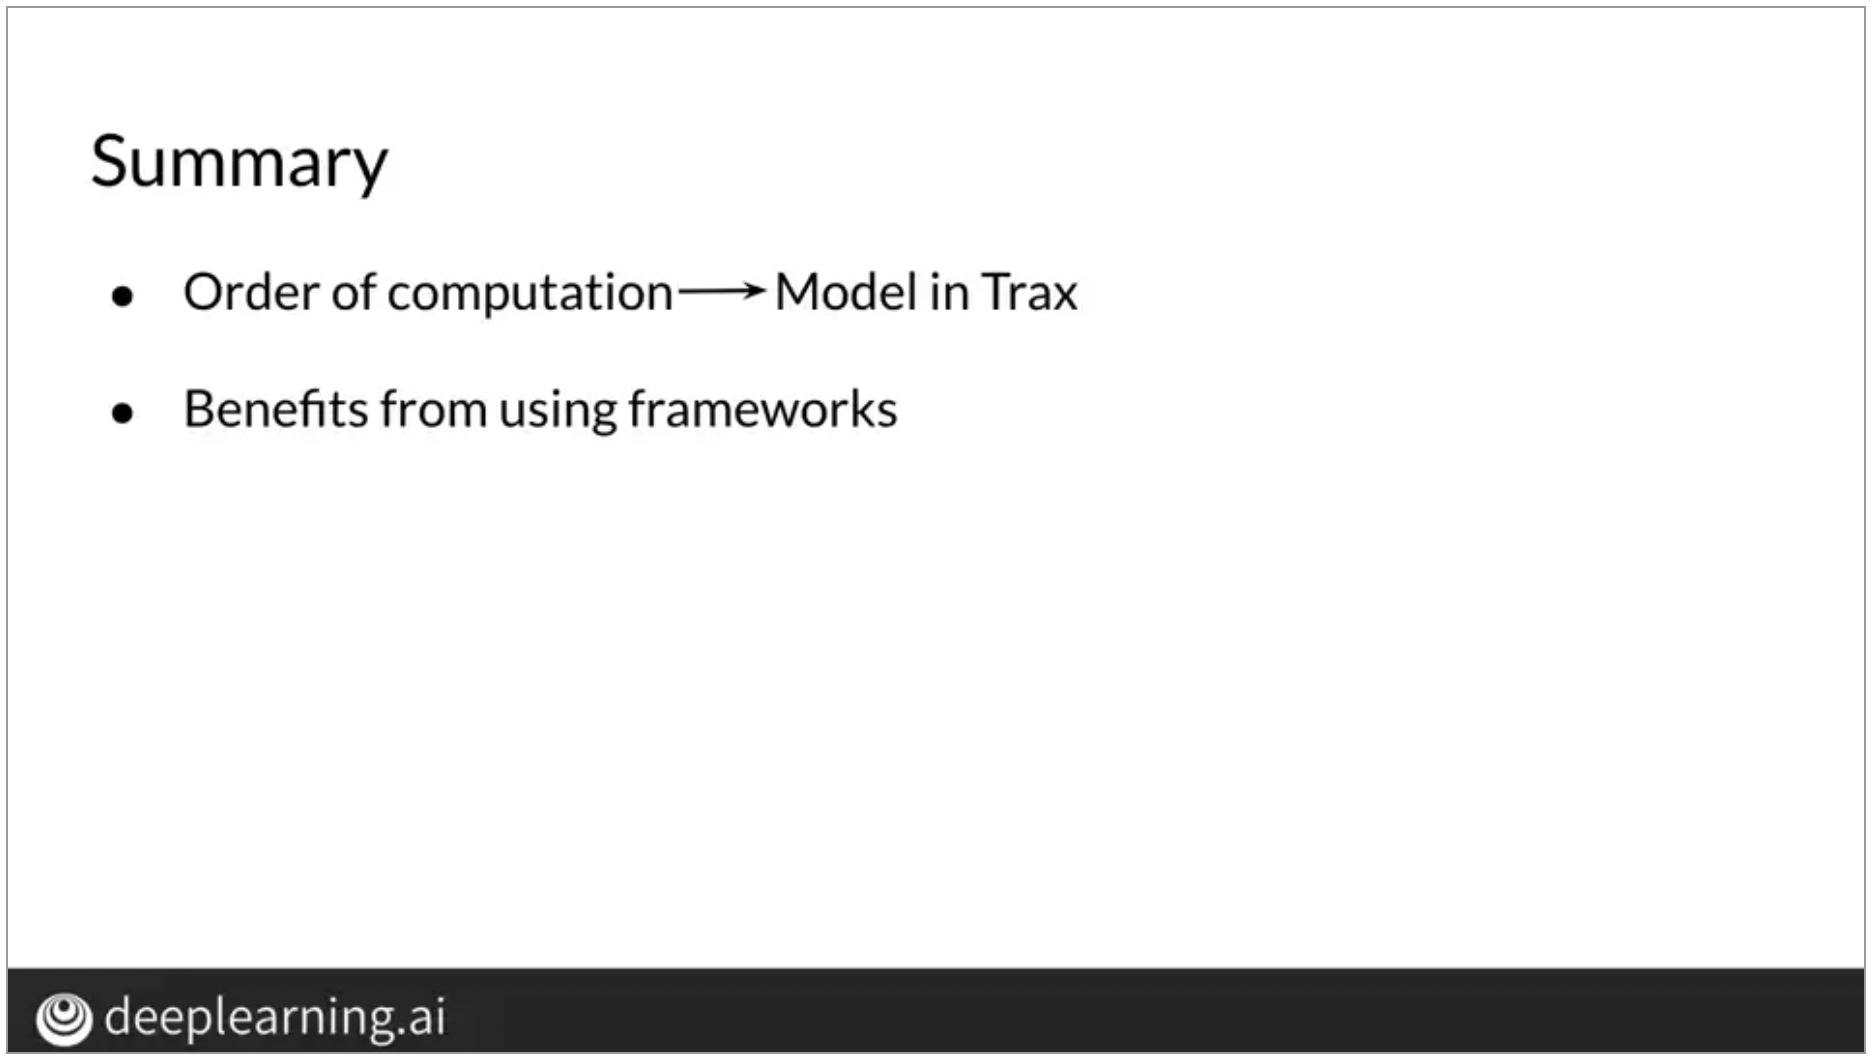 Summary
● Order of computation⟶Model in Trax
● Benefits from using frameworks
deeplearning.ai